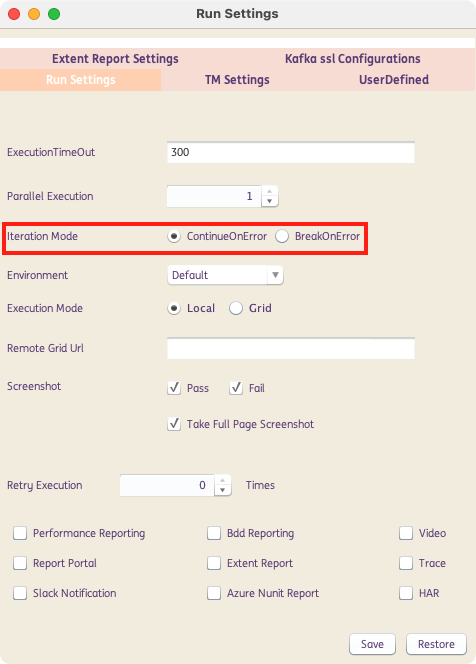 Run Settings
Extent Report Settings Kafka ssl Configurations
Run Settings TM Settings UserDefined
ExecutionTimeOut 300
Parallel Execution 1
Iteration Mode ContinueOnError BreakOnError
Environment Default
Execution Mode Local Grid
Remote Grid Url
Screenshot Pass Fail
Take Full Page Screenshot
Retry Execution 0 Times
Performance Reporting Bdd Reporting Video
Report Portal Extent Report Trace
Slack Notification Azure Nunit Report HAR
Save Restore